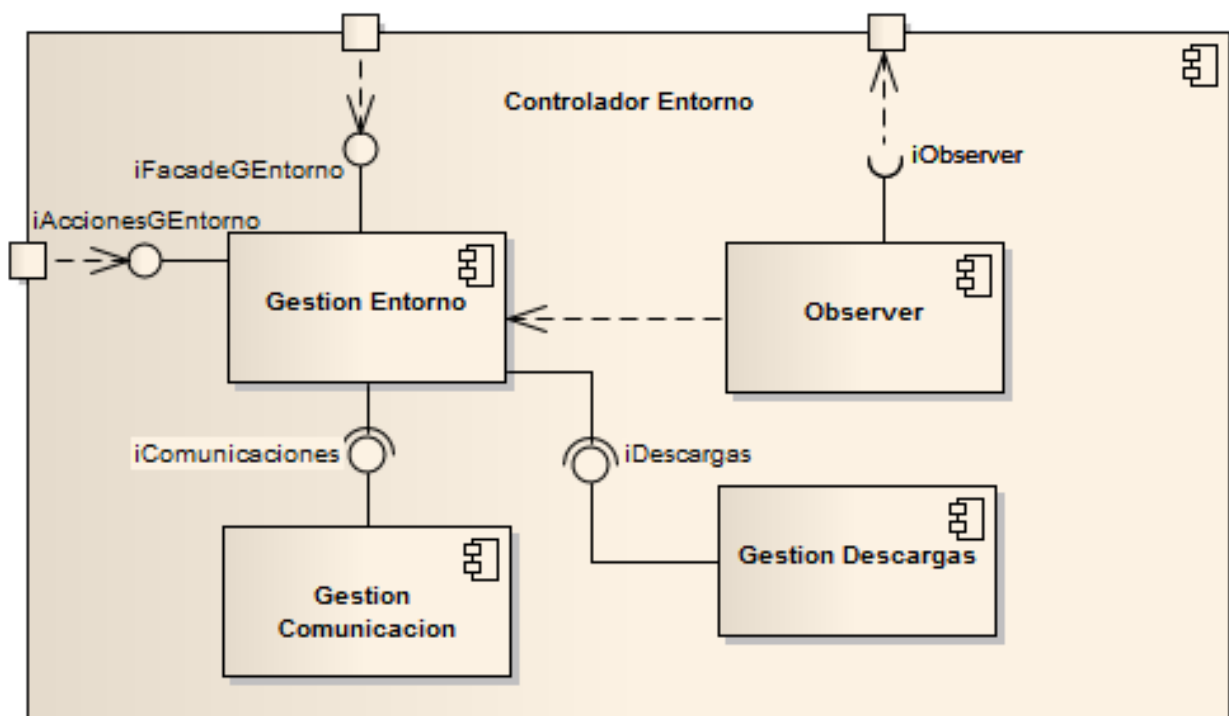 Controlador Entorno
iObserver
iFacadeGEntorno
iAccionesGEntorno
Gestion Entorno
Observer
iComunicaciones
iDescargas
Gestion Descargas
Gestion
Comunicacion